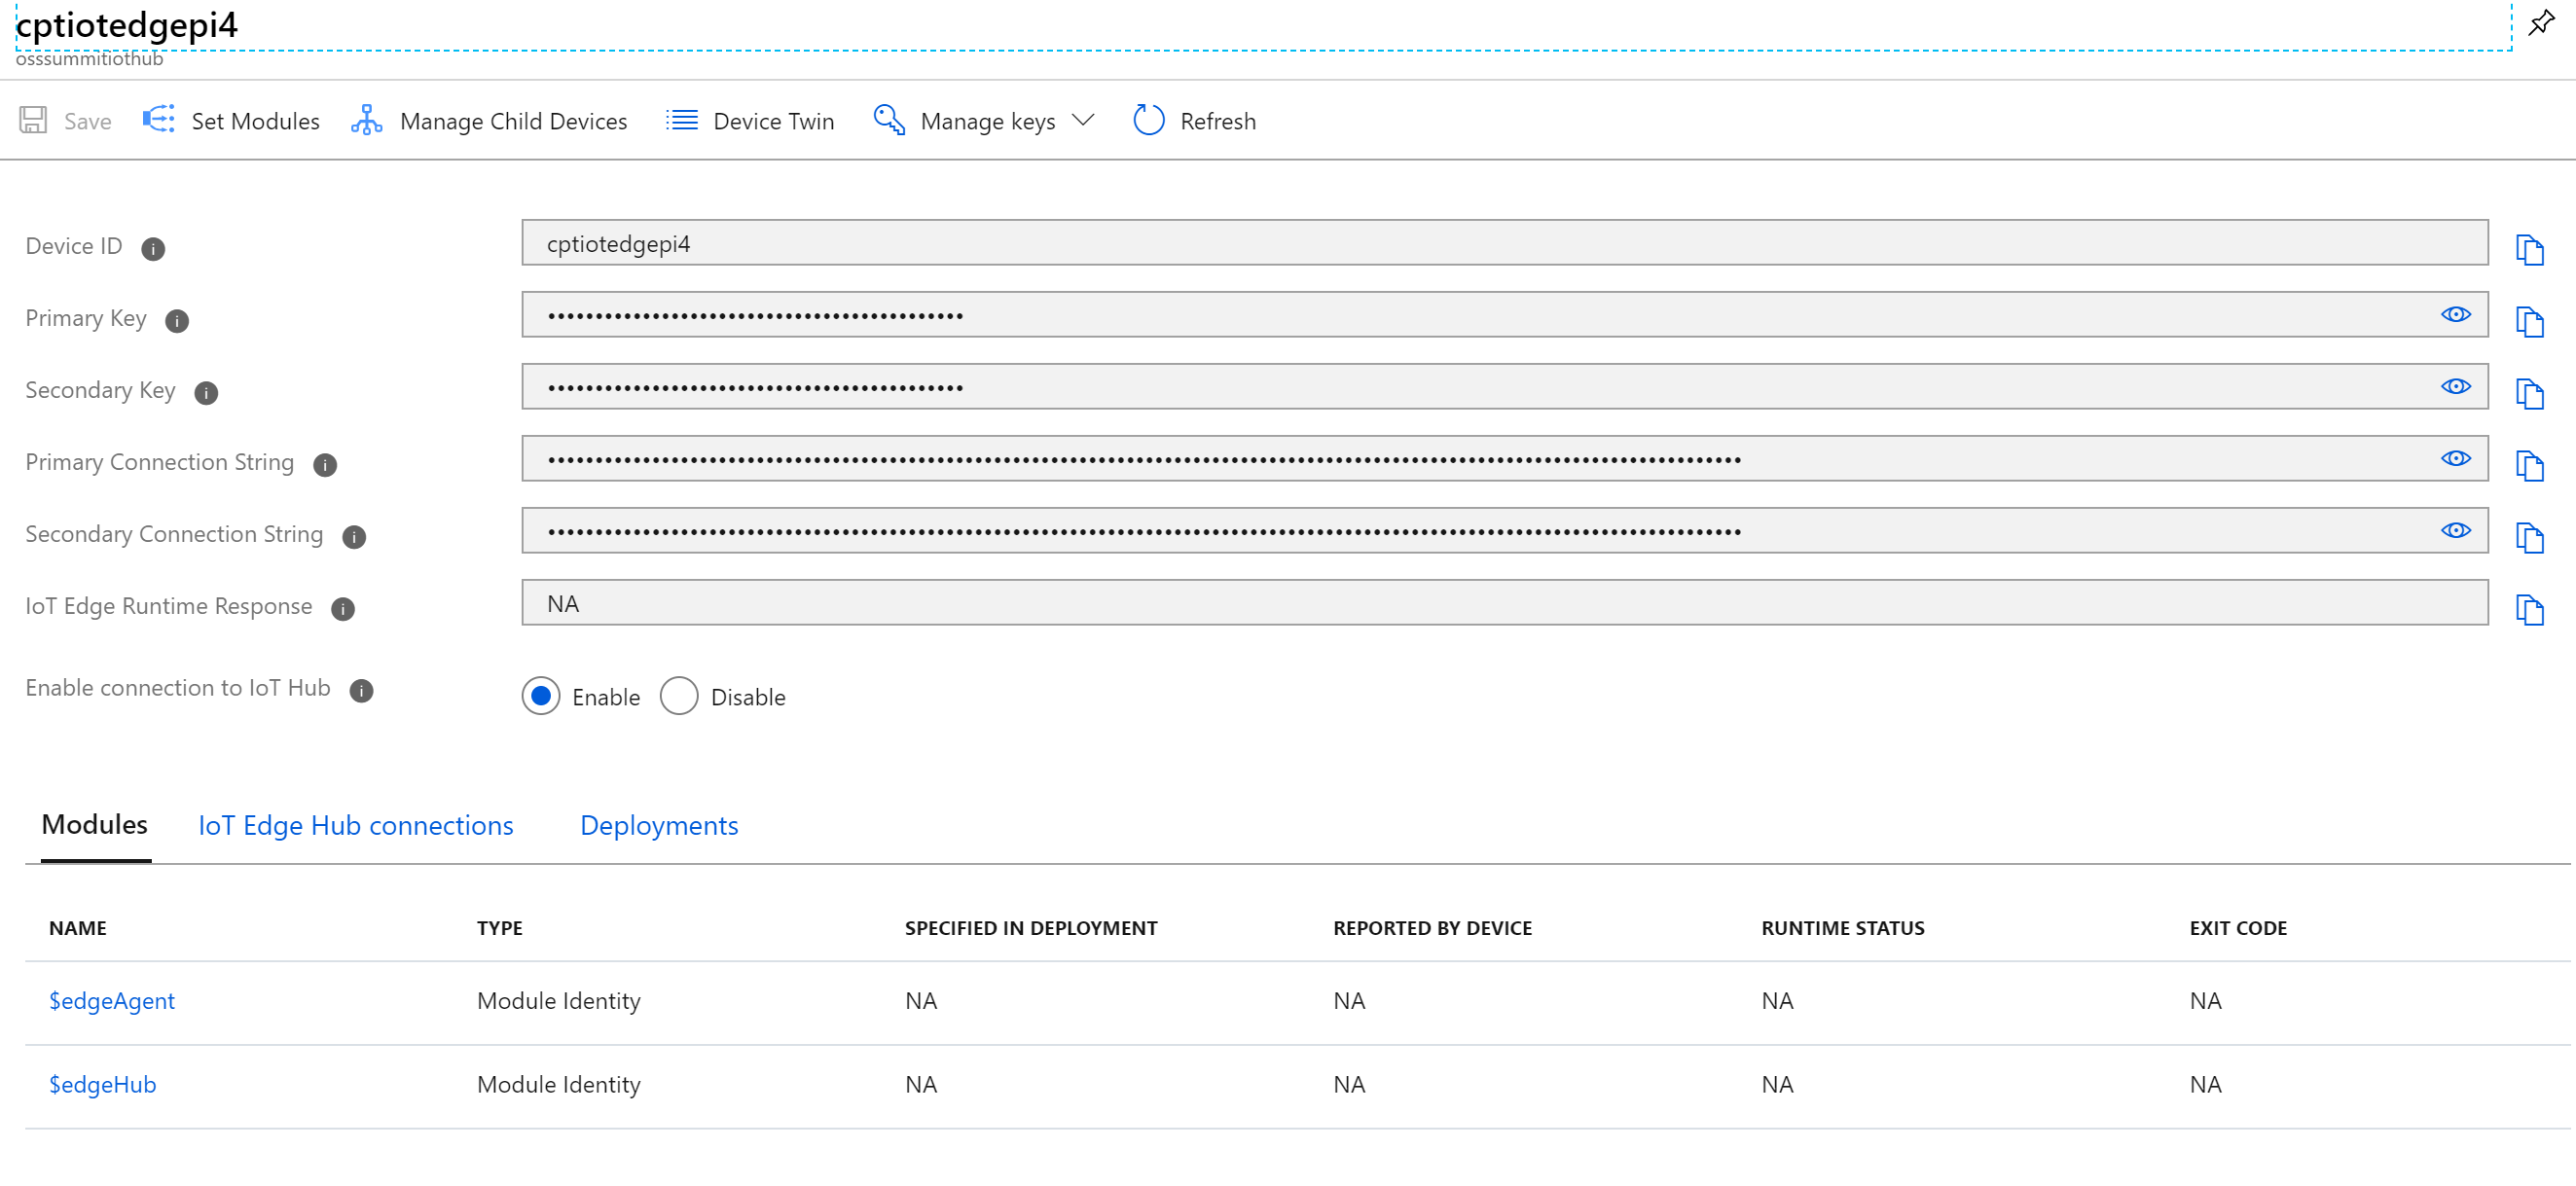 cptiotedgepi4
osssummitiothub
Save Set Modules Manage Child Devices Device Twin Manage keys Refresh
Device ID cptiotedgepi4
Primary Key ••••••••••••••••••••••••••••••••••••••••••••
Secondary Key ••••••••••••••••••••••••••••••••••••••••••••
Primary Connection String
Secondary Connection String
IoT Edge Runtime Response NA
Enable connection to IoT Hub Enable Disable
Modules IoT Edge Hub connections Deployments
NAME TYPE SPECIFIED IN DEPLOYMENT REPORTED BY DEVICE RUNTIME STATUS EXIT CODE
$edgeAgent Module Identity NA NA NA NA
$edgeHub Module Identity NA NA NA NA